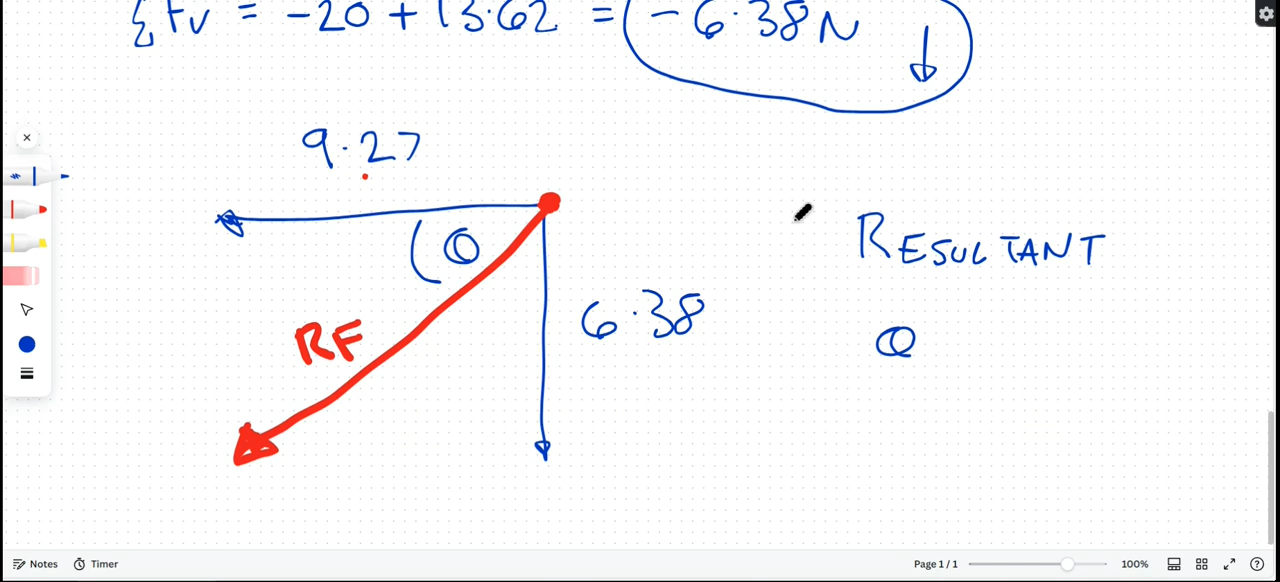 ΣFv = -20 + 13.62 = -6.38N ↓
9.27
θ
RESULTANT
RF
6.38
θ
Notes
Timer
Page 1 / 1
100%